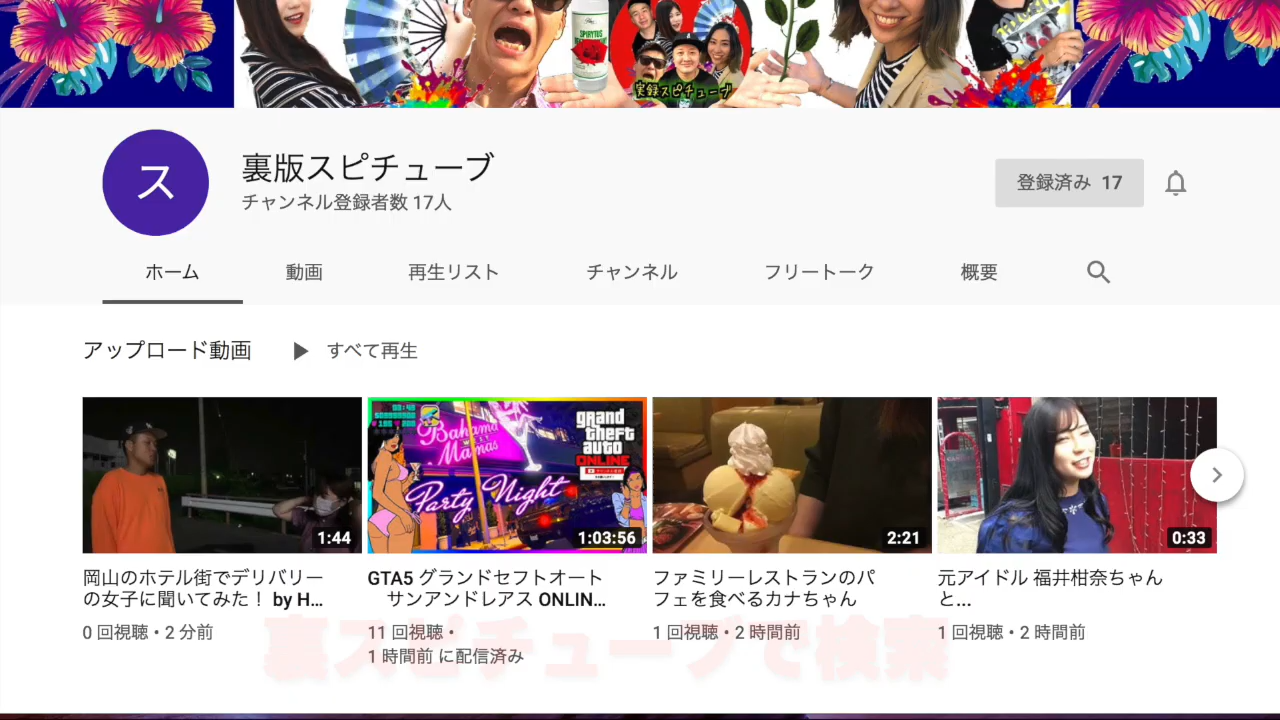 SPIRYTUS
実録スピチューブ
ス
裏版スピチューブ
チャンネル登録者数 17人
登録済み 17
ホーム
動画
再生リスト
チャンネル
フリートーク
概要
アップロード動画
すべて再生
1:44
Bahama
Mamas
Party Night
grand
theft
auto
ONLINE
1:03:56
2:21
0:33
岡山のホテル街でデリバリー
の女子に聞いてみた！ by H...
0 回視聴・2 分前
GTA5 グランドセフトオート
サンアンドレアス ONLIN...
11 回視聴・
1 時間前 に配信済み
ファミリーレストランのパ
フェを食べるカナちゃん
1 回視聴・2 時間前
元アイドル 福井柑奈ちゃん
と...
1 回視聴・2 時間前
裏スピチューブで検索